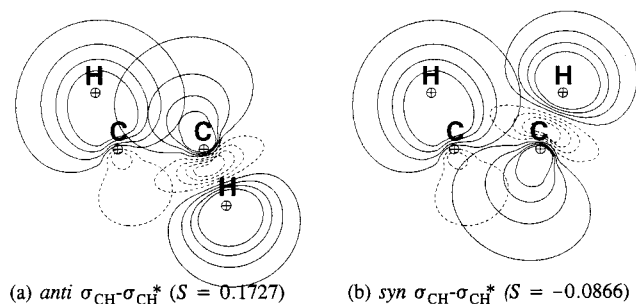 H H
C C
H
(a) anti σCH-σCH* (S = 0.1727)
H H
C C
(b) syn σCH-σCH* (S = -0.0866)